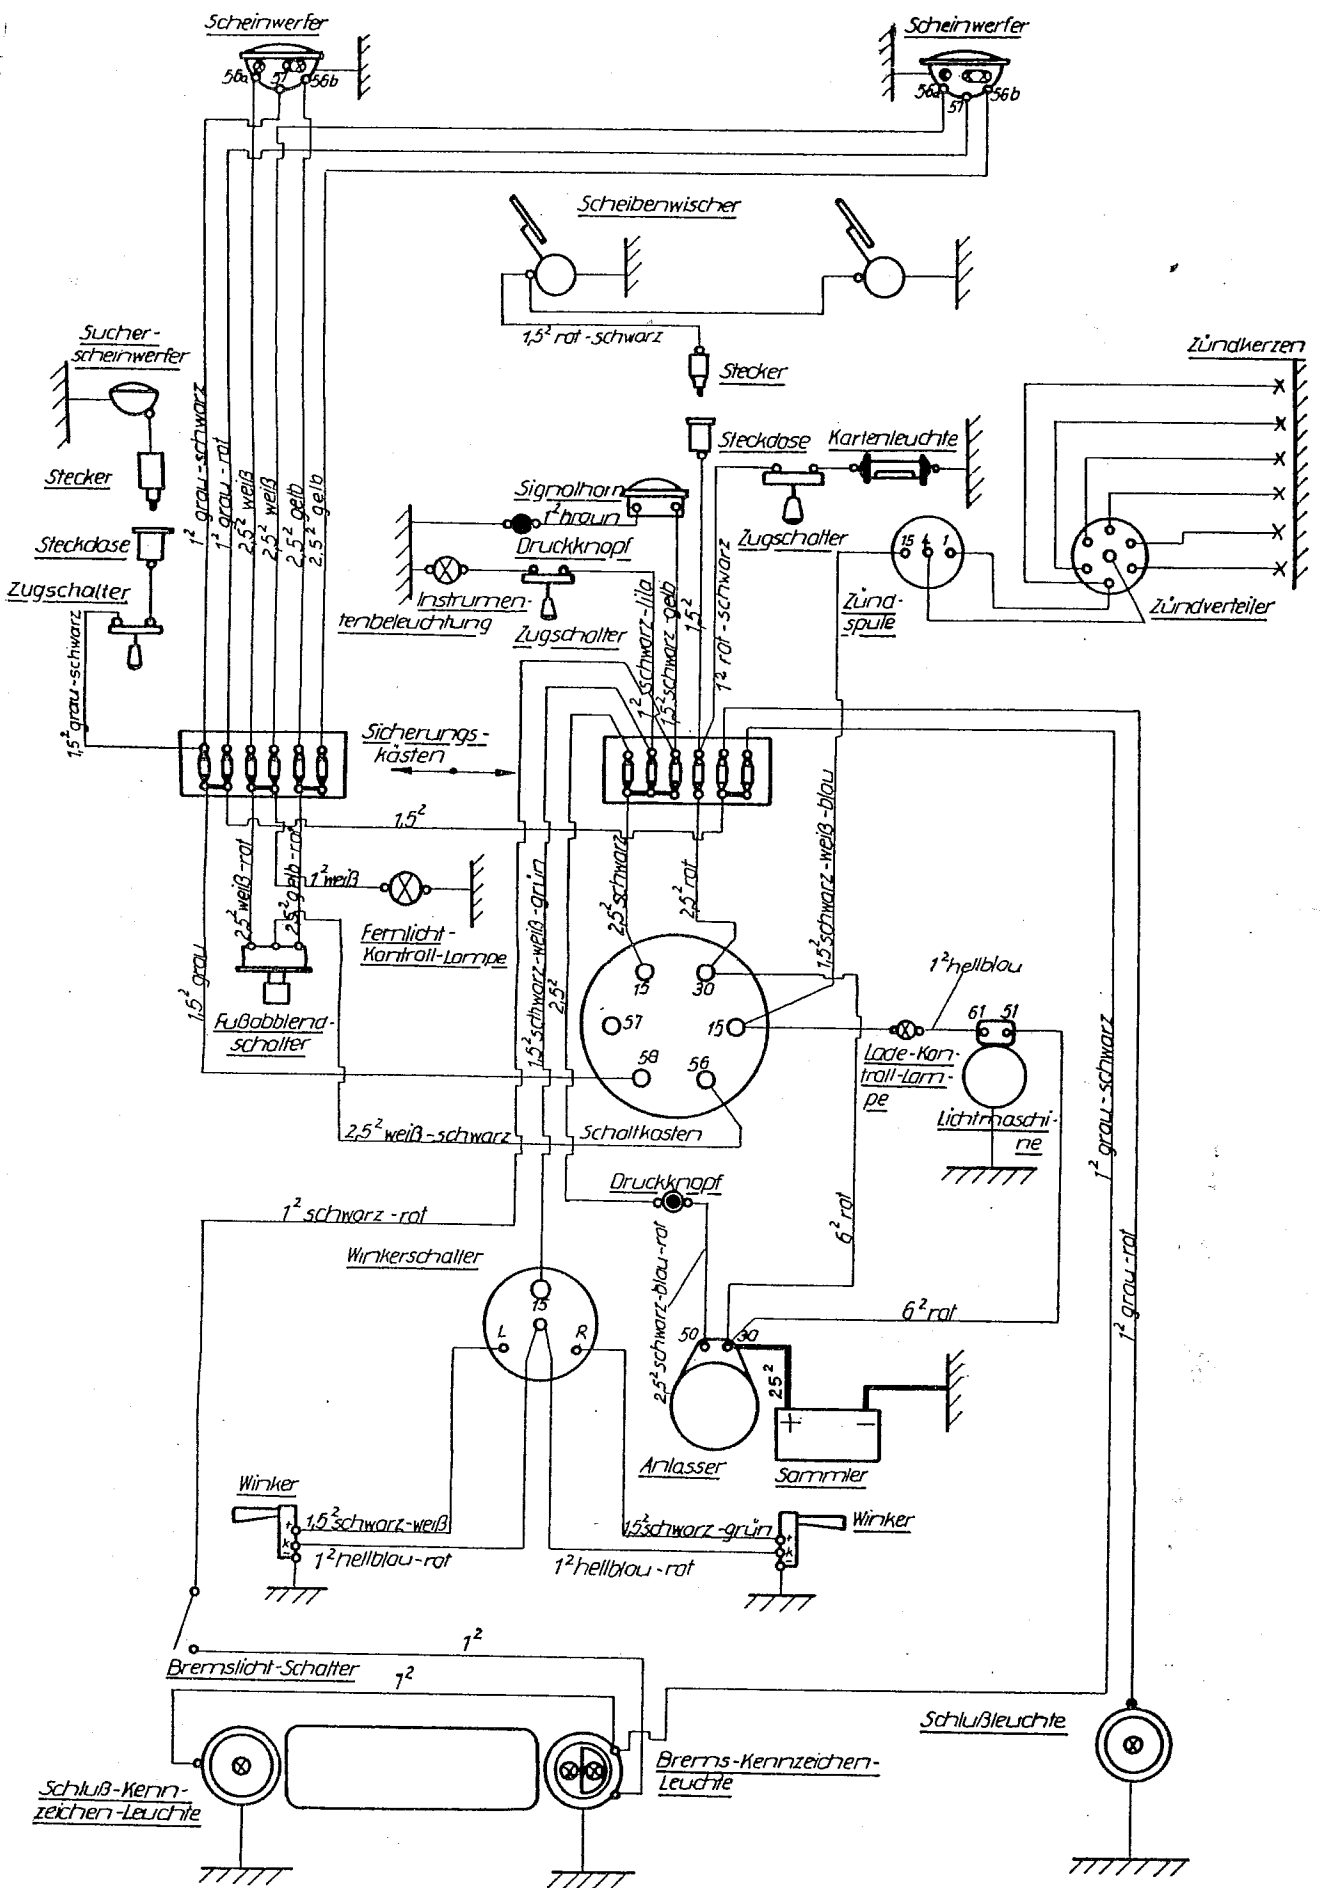 Scheinwerfer
56a 57 56b
Scheinwerfer
56a 57 56b
Scheibenwischer
1,5² rot-schwarz
Stecker
Sucher-
scheinwerfer
Zündkerzen
Stecker
Steckdose
Zugschalter
1,5² grau-schwarz
1² grau-schwarz
1² grau-rot
2,5² weiß
2,5² weiß
2,5² gelb
2,5² gelb
Steckdose
Kartenleuchte
Signalhorn
1² braun
Druckknopf
Zugschalter
15 4 1
Instrumen-
tenbeleuchtung
Zugschalter
Zünd-
spule
Zündverteiler
1² schwarz-lila
1,5² schwarz-gelb
1,5²
1² rot-schwarz
Sicherungs-
kästen
1,5²
2,5² weiß-rot
2,5² gelb-rot
1² weiß
Fernlicht-
Kontroll-Lampe
1,5² schwarz-weiß-grün
2,5²
2,5² schwarz
2,5² rot
1,5² schwarz-weiß-blau
1,5² grau
Fußabblend-
schalter
15 30
57 15
58 56
Schaltkasten
1² hellblau
61 51
Lade-Kon-
troll-Lam-
pe
Lichtmaschi-
ne
2,5² weiß-schwarz
1² grau-schwarz
1² grau-rot
Druckknopf
1² schwarz-rot
6² rot
Winkerschalter
15
L R
2,5² schwarz-blau-rot
6² rot
50 30
25²
+ −
Anlasser
Sammler
Winker
1,5² schwarz-weiß
+
K
−
1² hellblau-rot
1,5² schwarz-grün
1² hellblau-rot
+
K
−
Winker
1²
Bremslicht-Schalter
1²
Schlußleuchte
Schluß-Kenn-
zeichen-Leuchte
Brems-Kennzeichen-
Leuchte